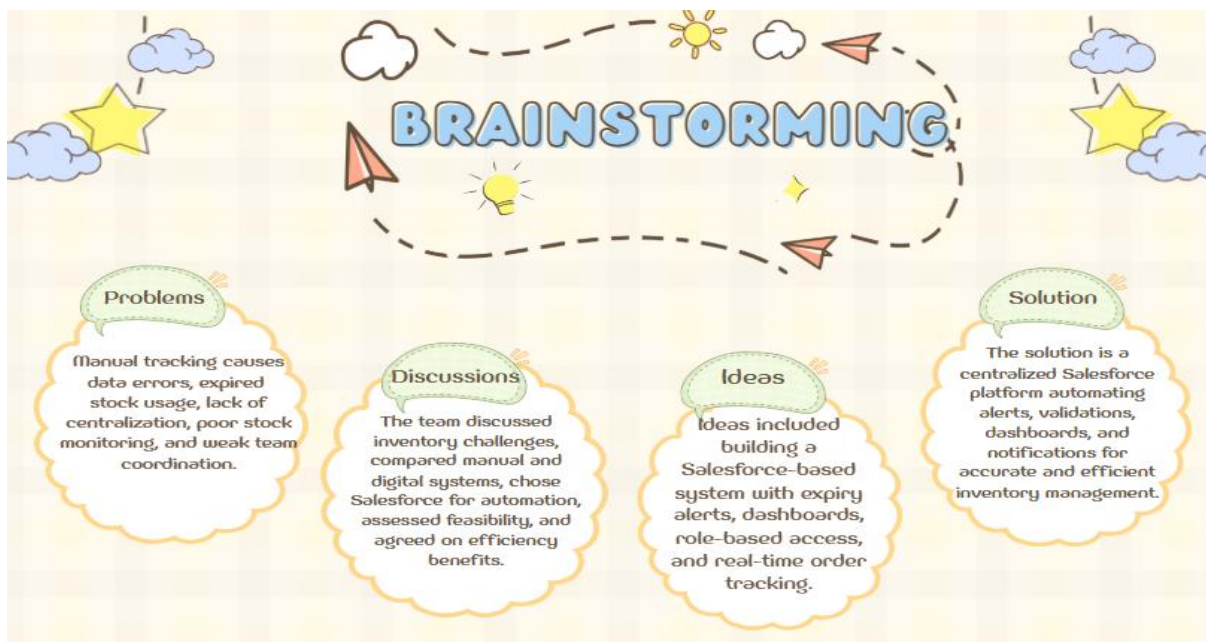 BRAINSTORMING
Problems
Manual tracking causes
data errors, expired
stock usage, lack of
centralization, poor stock
monitoring, and weak team
coordination.
Discussions
The team discussed
inventory challenges,
compared manual and
digital systems, chose
Salesforce for automation,
assessed feasibility, and
agreed on efficiency
benefits.
Ideas
Ideas included
building a
Salesforce-based
system with expiry
alerts, dashboards,
role-based access,
and real-time order
tracking.
Solution
The solution is a
centralized Salesforce
platform automating
alerts, validations,
dashboards, and
notifications for
accurate and efficient
inventory management.